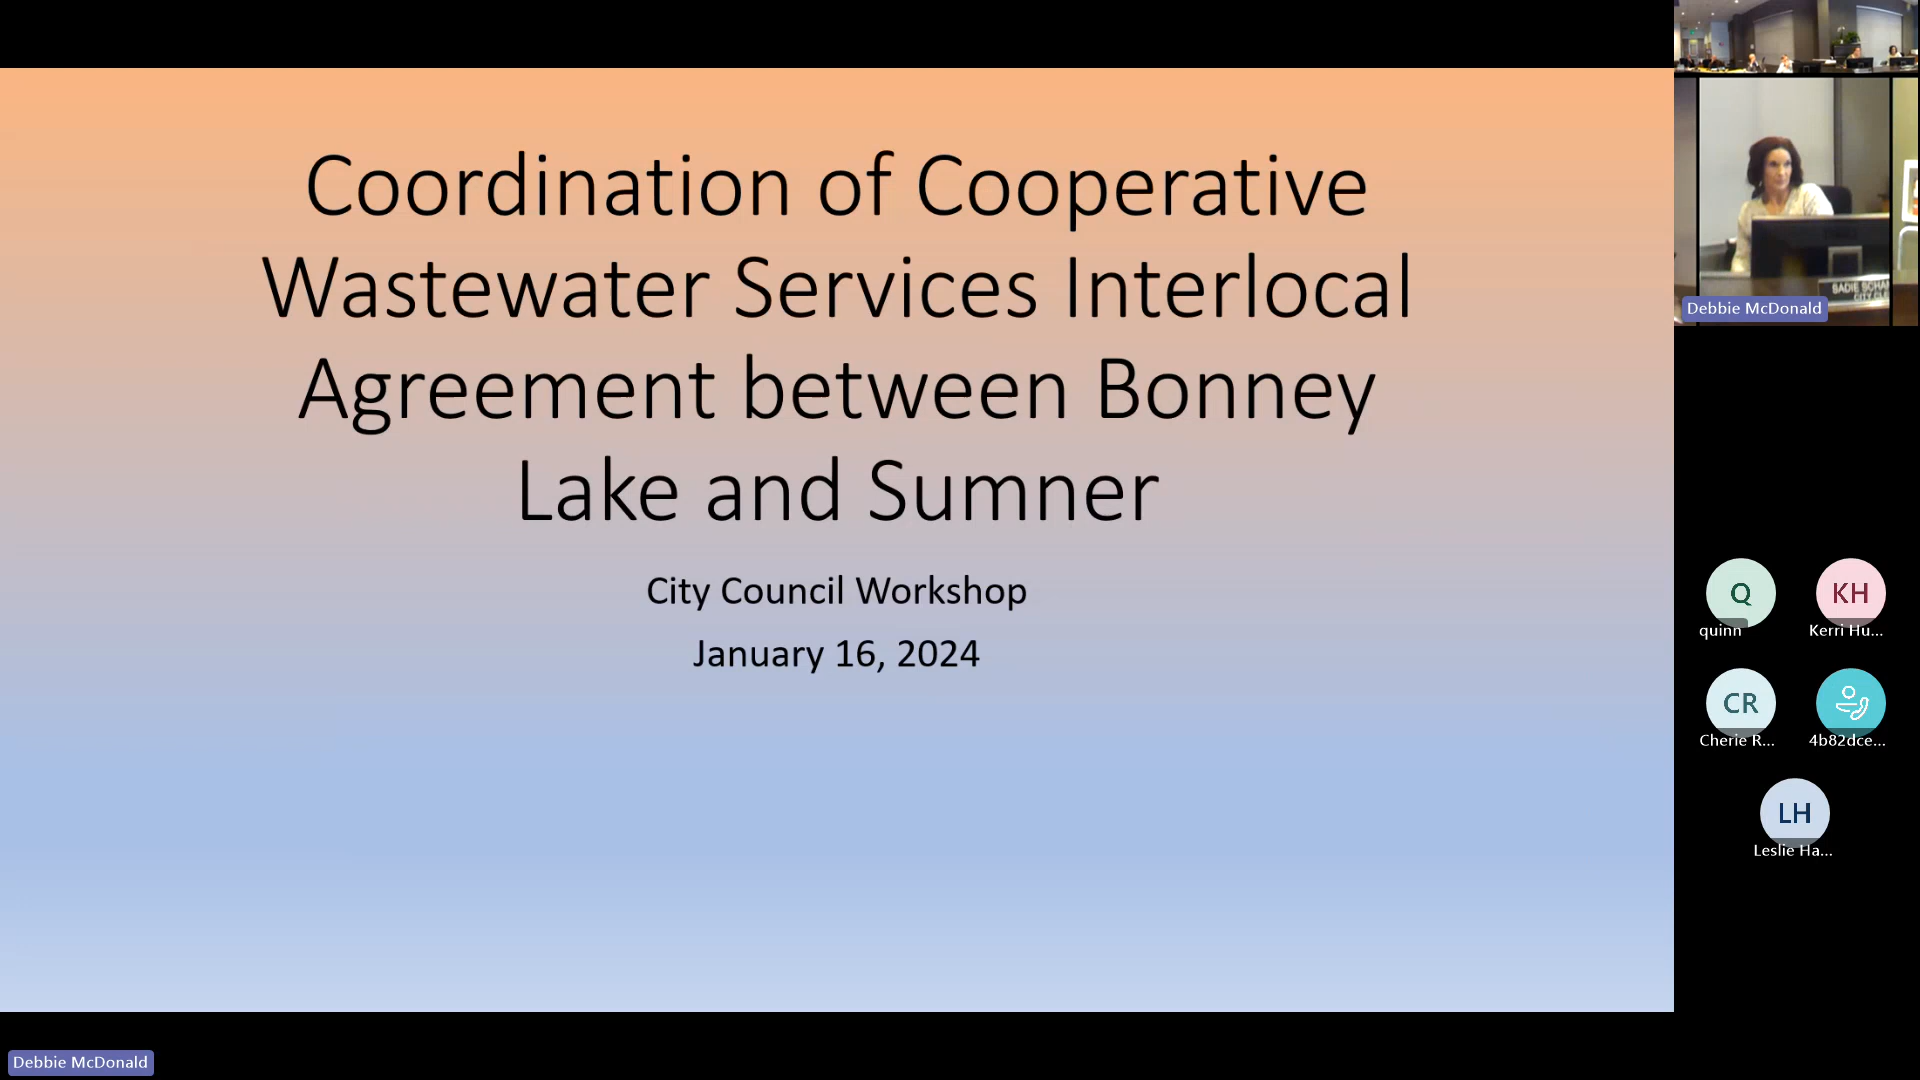 Coordination of Cooperative
Wastewater Services Interlocal
Agreement between Bonney
Lake and Sumner
City Council Workshop
January 16, 2024
Debbie McDonald
SADIE
Q
quinn
KH
Kerri Hu...
CR
Cherie R...
4b82dce...
LH
Leslie Ha...
Debbie McDonald